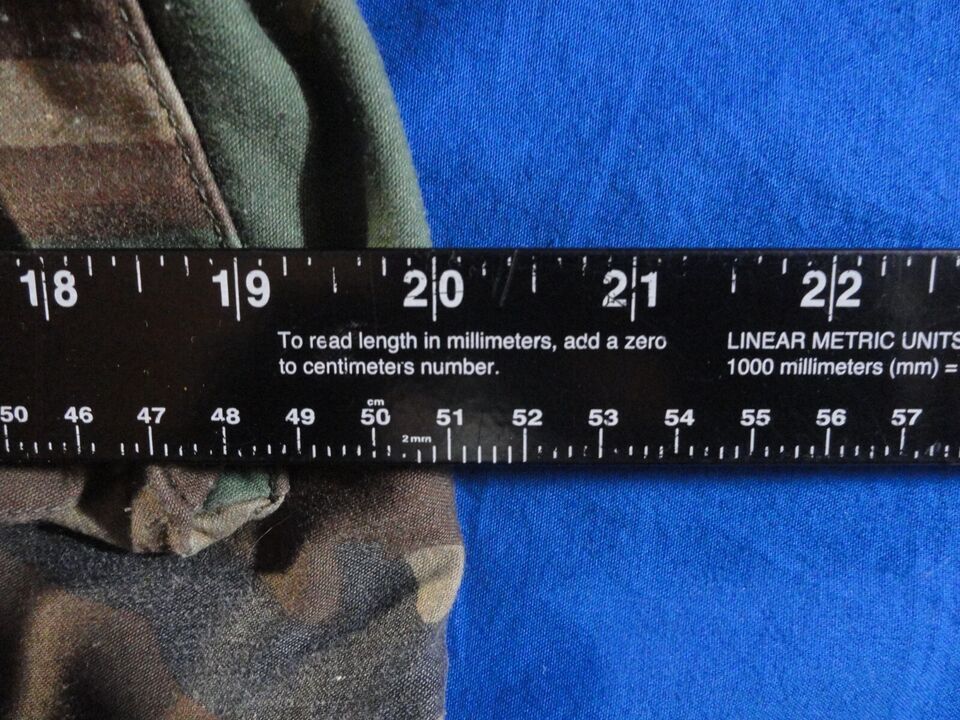 18 19 20 21 22
To read length in millimeters, add a zero
to centimeters number.
LINEAR METRIC UNITS
1000 millimeters (mm) =
cm
50 46 47 48 49 50 51 52 53 54 55 56 57
2mm